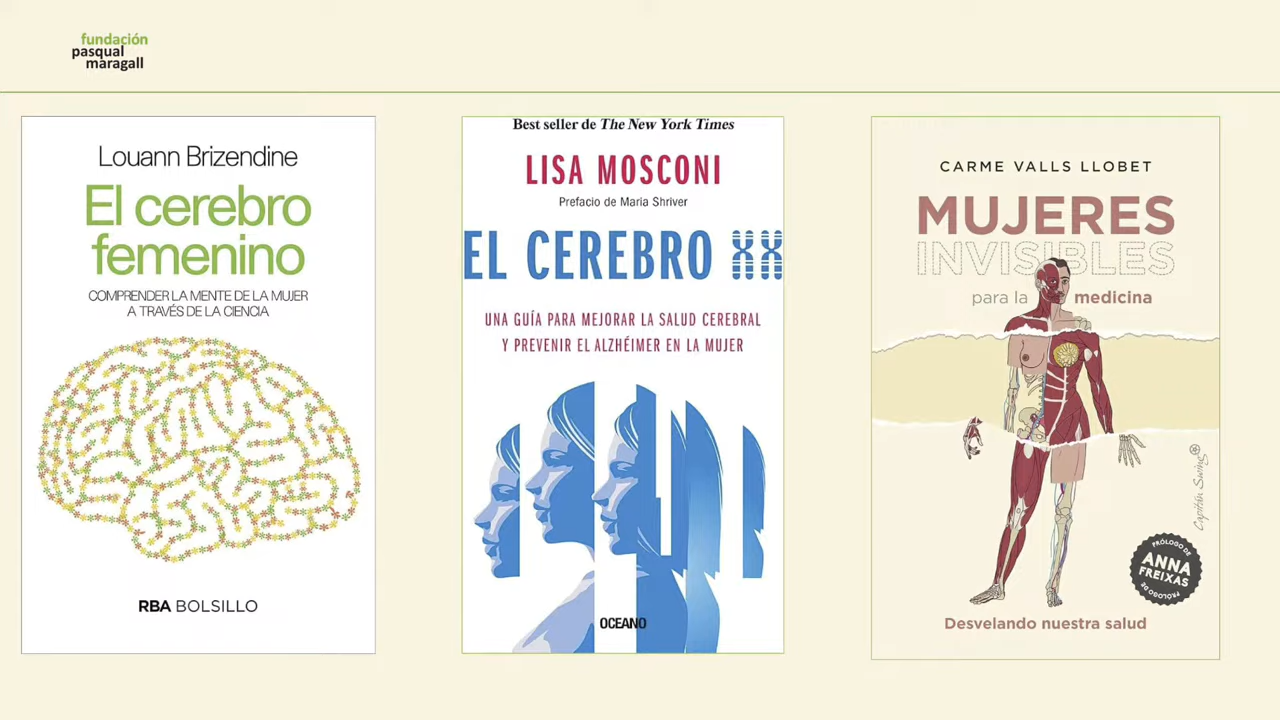 fundación
pasqual
maragall
Louann Brizendine
El cerebro
femenino
COMPRENDER LA MENTE DE LA MUJER
A TRAVÉS DE LA CIENCIA
RBA BOLSILLO
Best seller de The New York Times
LISA MOSCONI
Prefacio de Maria Shriver
EL CEREBRO XX
UNA GUÍA PARA MEJORAR LA SALUD CEREBRAL
Y PREVENIR EL ALZHÉIMER EN LA MUJER
OCEANO
CARME VALLS LLOBET
MUJERES
INVISIBLES
para la medicina
Capitán Swing
PRÓLOGO DE
ANNA
FREIXAS
PRÓLOGO DE
Desvelando nuestra salud